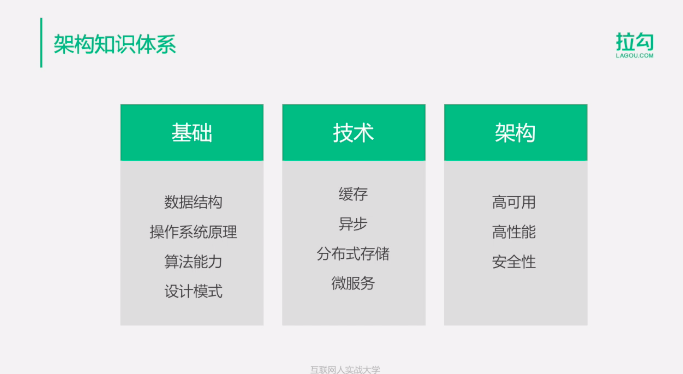 架构知识体系
拉勾
LAGOU.COM
基础
数据结构
操作系统原理
算法能力
设计模式
技术
缓存
异步
分布式存储
微服务
架构
高可用
高性能
安全性
互联网人实战大学